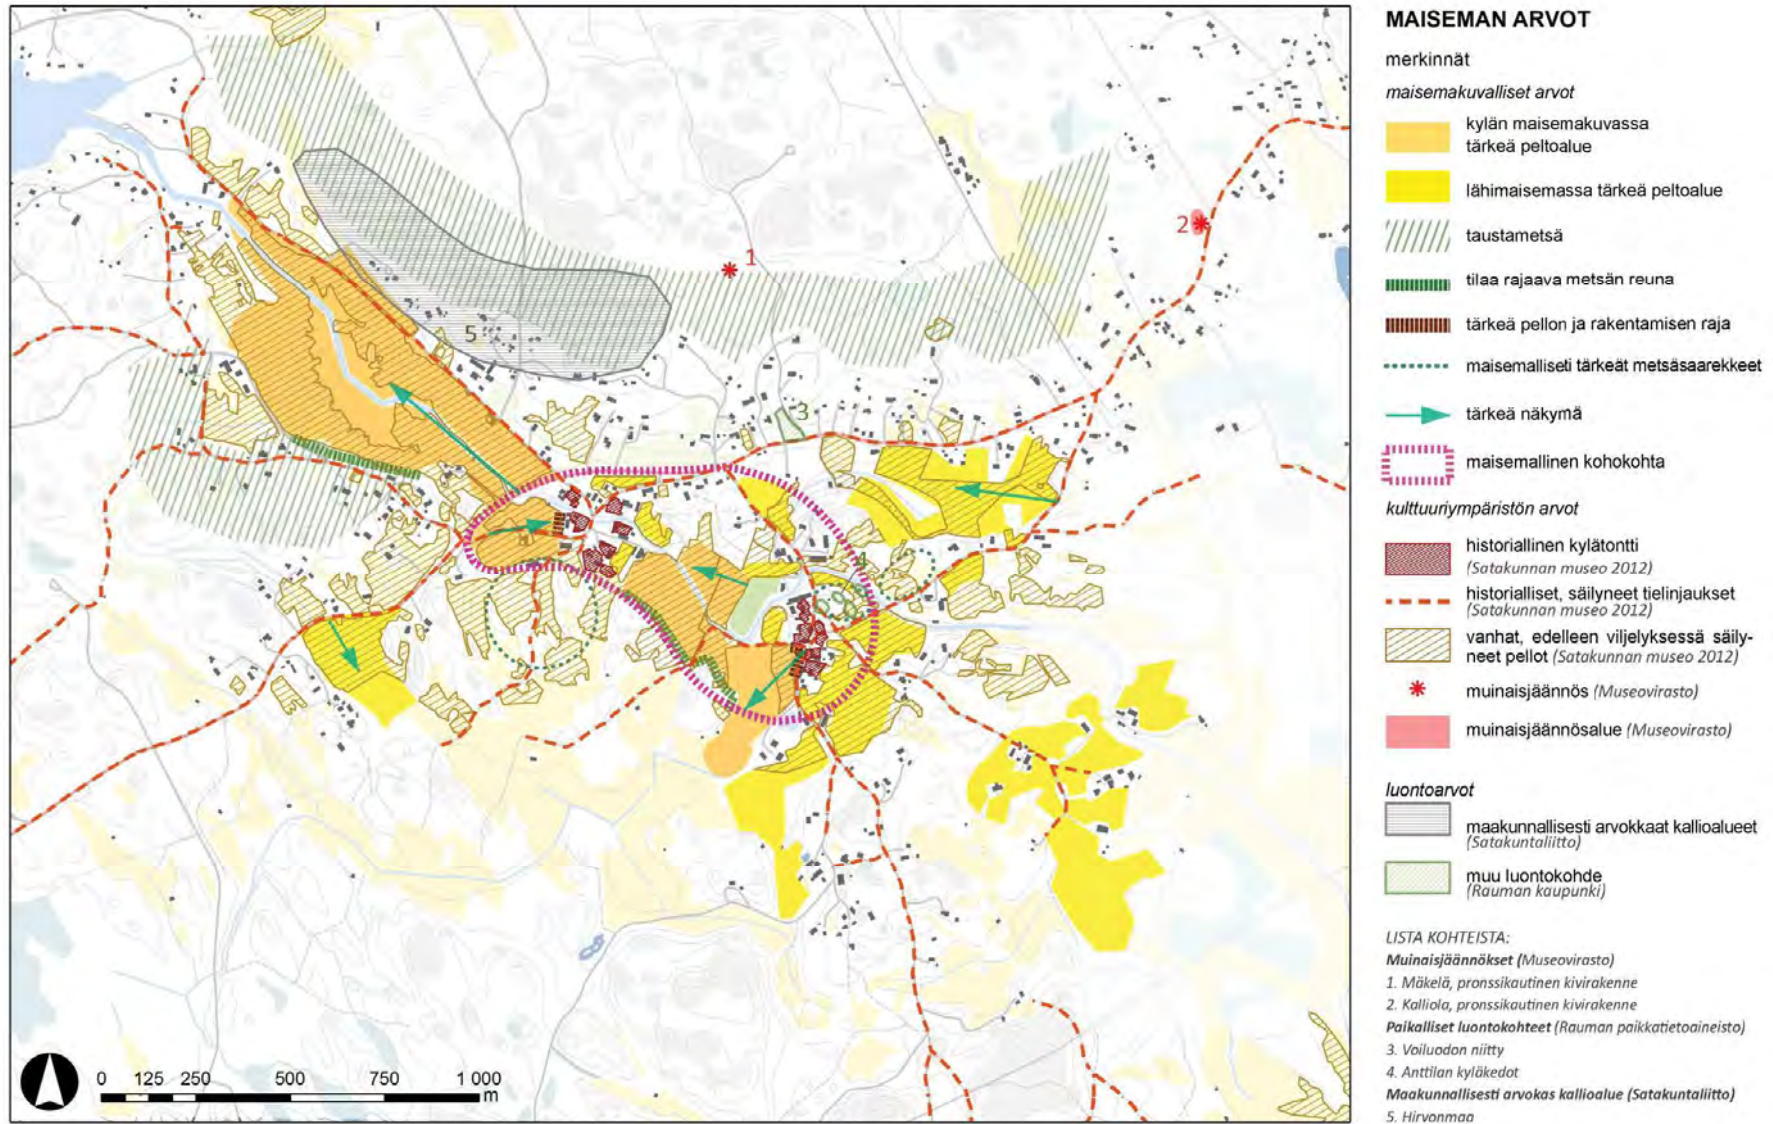 MAISEMAN ARVOT
merkinnät
maisemakuvalliset arvot
kylän maisemakuvassa
tärkeä peltoalue
lähimaisemassa tärkeä peltoalue
taustametsä
tilaa rajaava metsän reuna
tärkeä pellon ja rakentamisen raja
maisemalliseti tärkeät metsäsaarekkeet
tärkeä näkymä
maisemallinen kohokohta
kulttuuriympäristön arvot
historiallinen kylätontti
(Satakunnan museo 2012)
historialliset, säilyneet tielinjaukset
(Satakunnan museo 2012)
vanhat, edelleen viljelyksessä säily-
neet pellot (Satakunnan museo 2012)
muinaisjäännös (Museovirasto)
muinaisjäännösalue (Museovirasto)
luontoarvot
maakunnallisesti arvokkaat kallioalueet
(Satakuntaliitto)
muu luontokohde
(Rauman kaupunki)
LISTA KOHTEISTA:
Muinaisjäännökset (Museovirasto)
1. Mäkelä, pronssikautinen kivirakenne
2. Kalliola, pronssikautinen kivirakenne
Paikalliset luontokohteet (Rauman paikkatietoaineisto)
3. Voiluodon niitty
4. Anttilan kyläkedot
Maakunnallisesti arvokas kallioalue (Satakuntaliitto)
5. Hirvonmaa
2
1
5
3
4
0 125 250 500 750 1 000
m